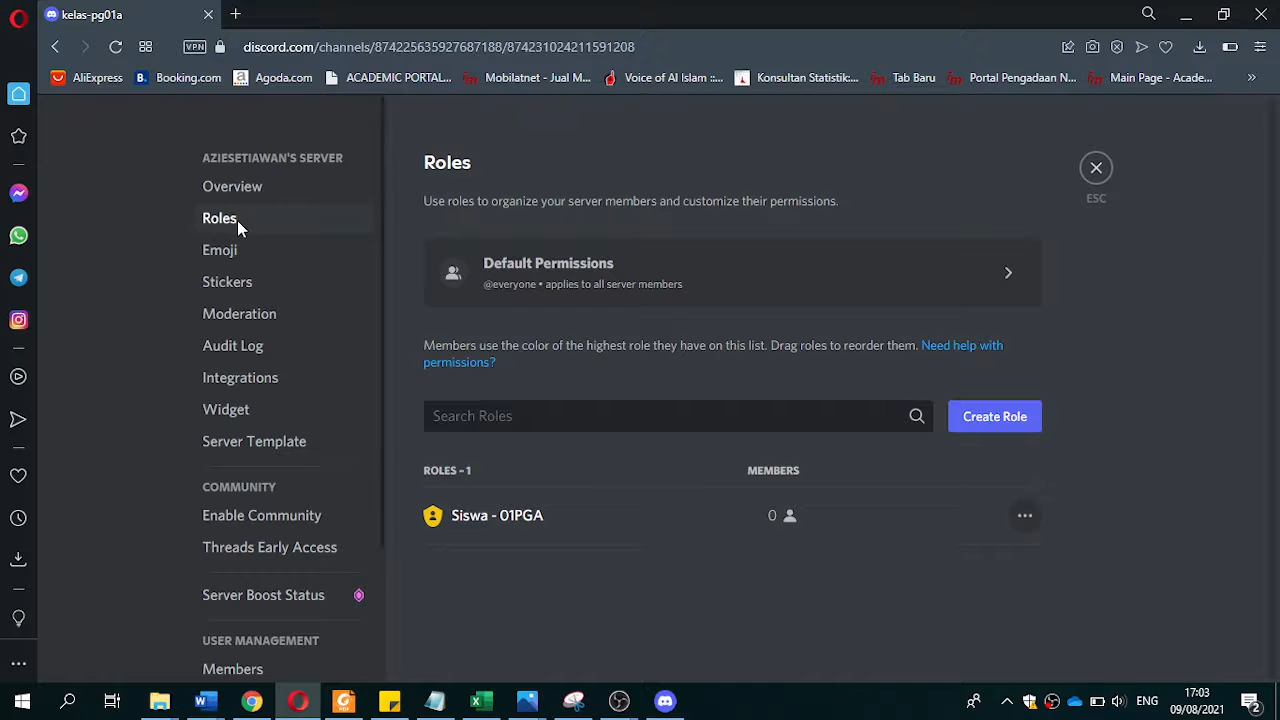 kelas-pg01a
VPN
discord.com/channels/874225635927687188/874231024211591208
AliExpress
B.
Booking.com
a
Agoda.com
ACADEMIC PORTAL...
Mobilatnet - Jual M...
Voice of Al Islam ::...
Konsultan Statistik...
Tab Baru
Portal Pengadaan N...
Main Page - Acade...
AZIESETIAWAN'S SERVER
Overview
Roles
Emoji
Stickers
Moderation
Audit Log
Integrations
Widget
Server Template
COMMUNITY
Enable Community
Threads Early Access
Server Boost Status
USER MANAGEMENT
Members
Roles
ESC
Use roles to organize your server members and customize their permissions.
Default Permissions
@everyone • applies to all server members
Members use the color of the highest role they have on this list. Drag roles to reorder them. Need help with
permissions?
Search Roles
Create Role
ROLES – 1
MEMBERS
Siswa - 01PGA
0
ENG
17:03
09/08/2021
2